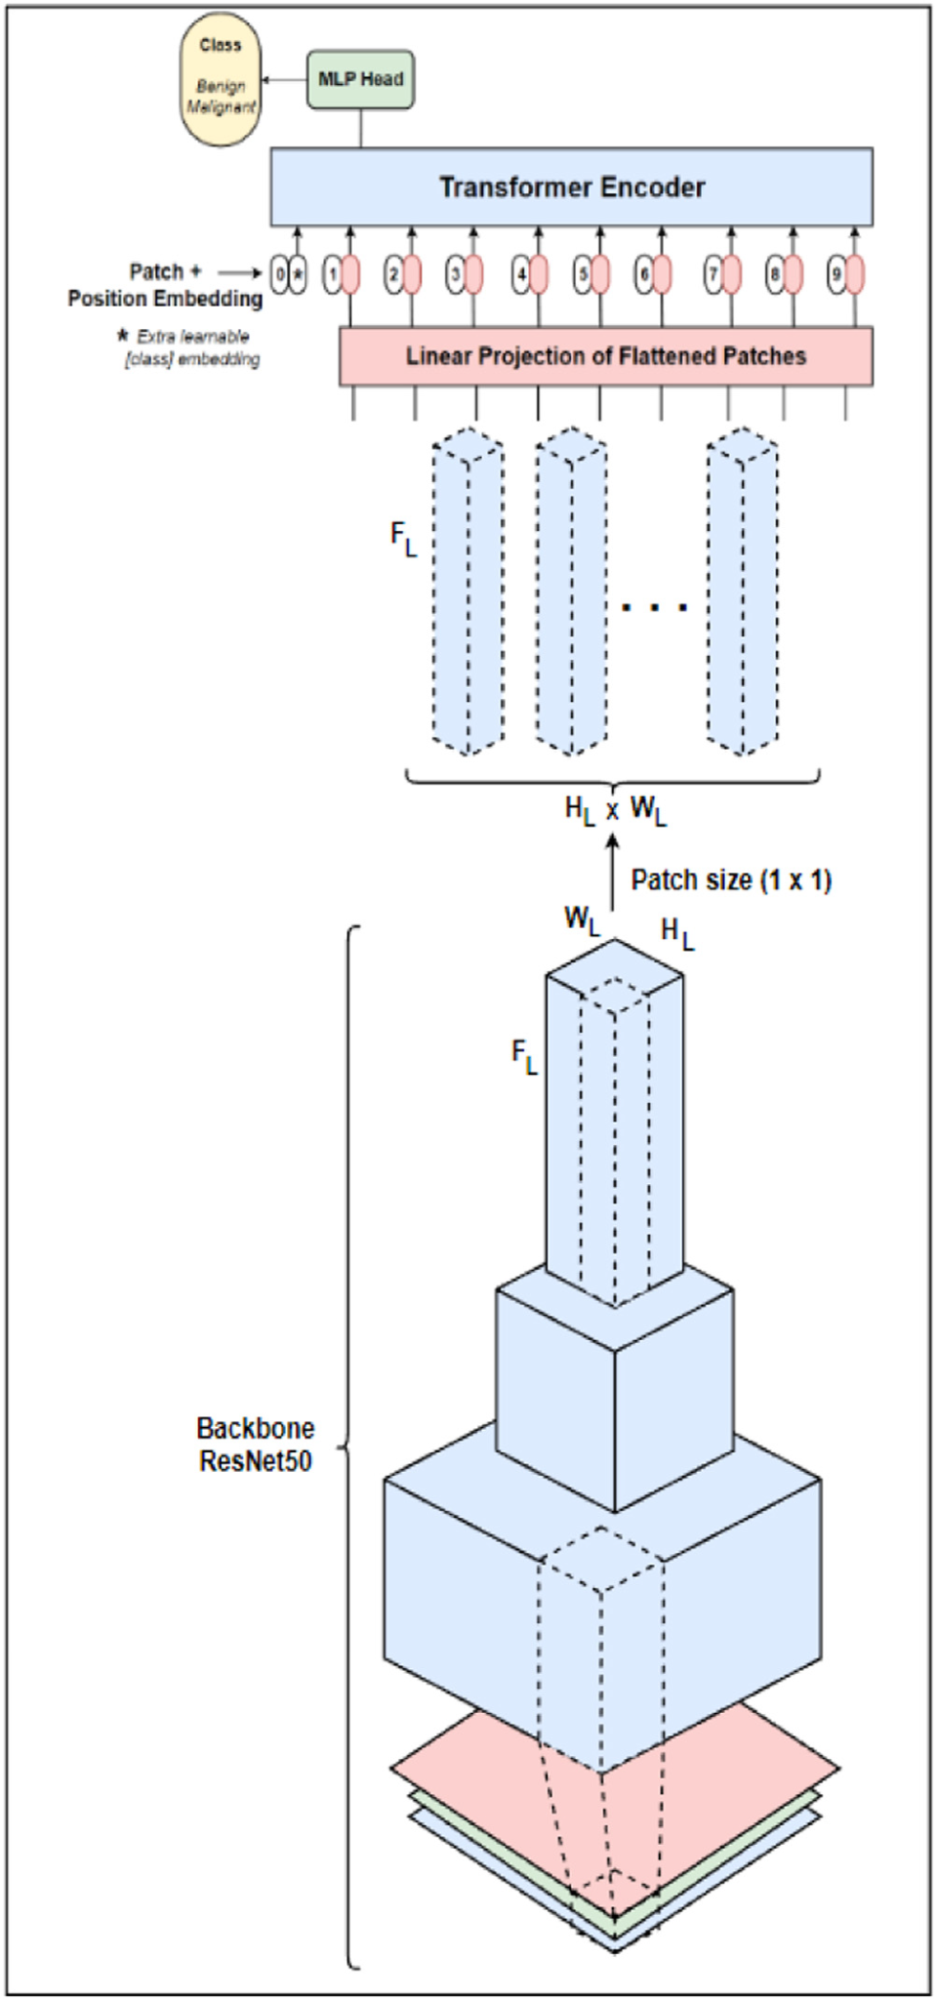 Class
Benign
Malignant
MLP Head
Transformer Encoder
Patch +
Position Embedding
0 * 1 2 3 4 5 6 7 8 9
* Extra learnable
[class] embedding
Linear Projection of Flattened Patches
F_L
. . .
H_L x W_L
Patch size (1 x 1)
W_L H_L
F_L
Backbone
ResNet50